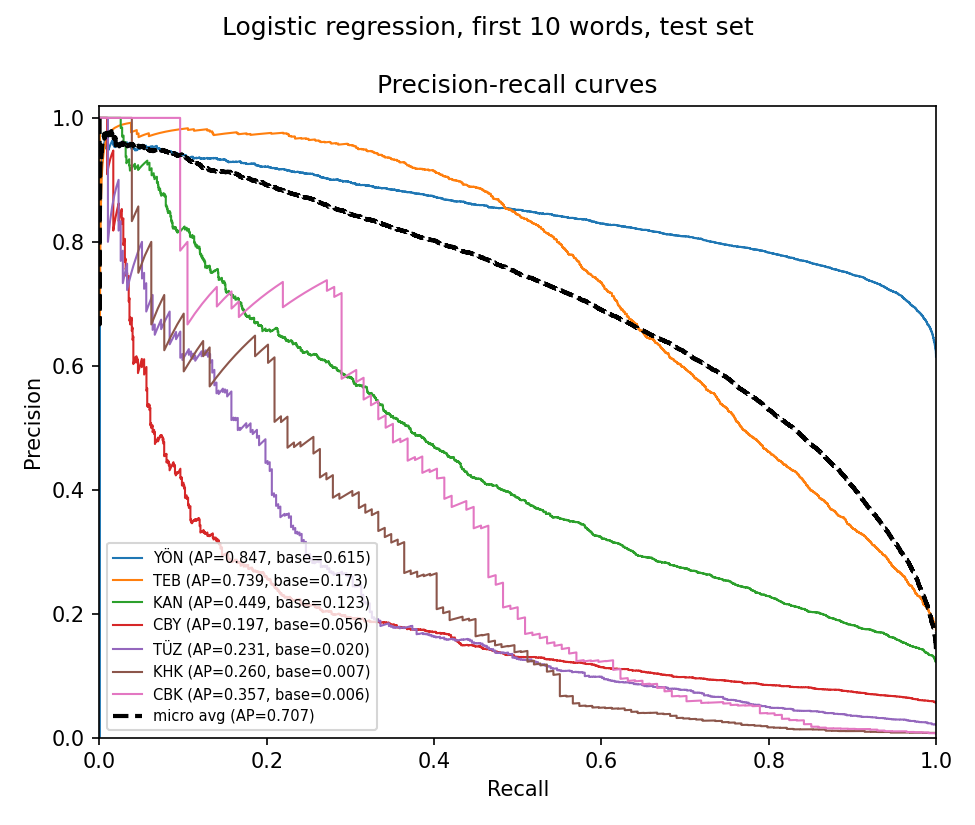 Logistic regression, first 10 words, test set
Precision-recall curves
1.0
0.8
0.6
0.4
0.2
0.0
Precision
YÖN (AP=0.847, base=0.615)
TEB (AP=0.739, base=0.173)
KAN (AP=0.449, base=0.123)
CBY (AP=0.197, base=0.056)
TÜZ (AP=0.231, base=0.020)
KHK (AP=0.260, base=0.007)
CBK (AP=0.357, base=0.006)
micro avg (AP=0.707)
0.0 0.2 0.4 0.6 0.8 1.0
Recall